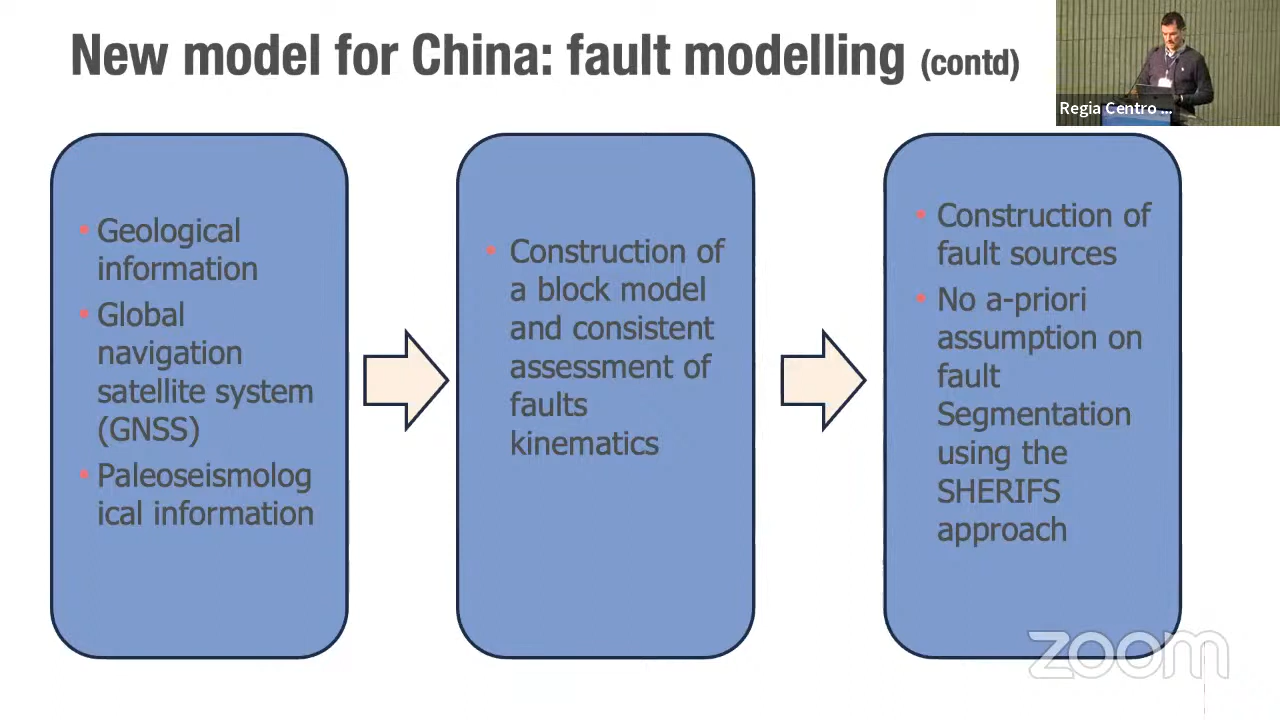 New model for China: fault modelling (contd)
Regia Centro ...
• Geological
information
• Global
navigation
satellite system
(GNSS)
• Paleoseismolog
ical information
• Construction of
a block model
and consistent
assessment of
faults
kinematics
• Construction of
fault sources
• No a-priori
assumption on
fault
Segmentation
using the
SHERIFS
approach
zoom